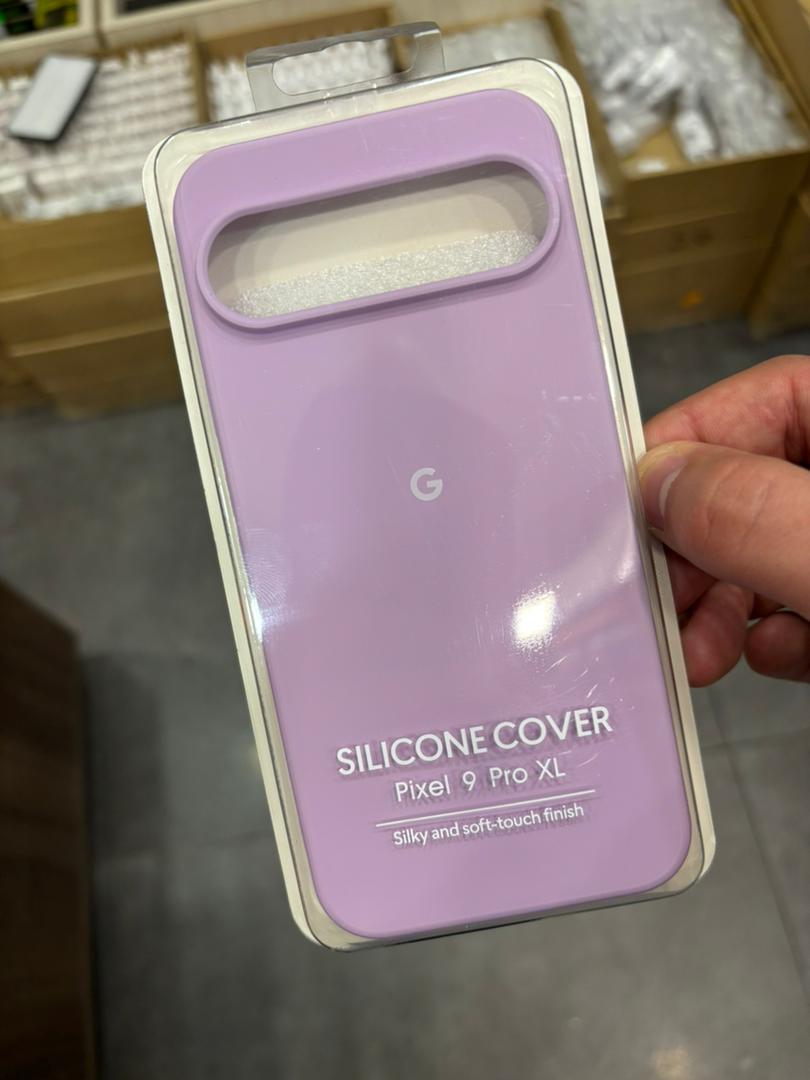 G
SILICONE COVER
Pixel 9 Pro XL
Silky and soft-touch finish